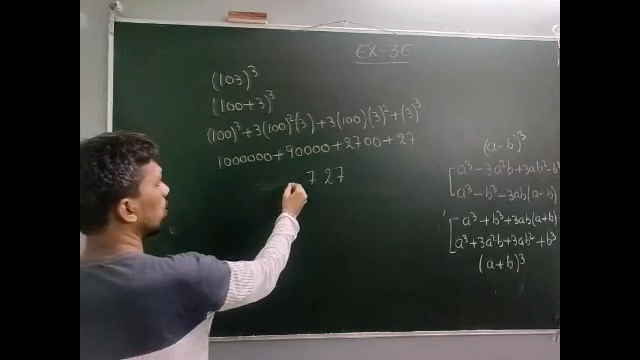 EX-3E
(103)³
(100+3)³
(100)³+3(100)²(3)+3(100)(3)²+(3)³
1000000+90000+2700+27
727
(a-b)³
a³-3a²b+3ab²-b³
a³-b³-3ab(a-b)
a³+b³+3ab(a+b)
a³+3a²b+3ab²+b³
(a+b)³